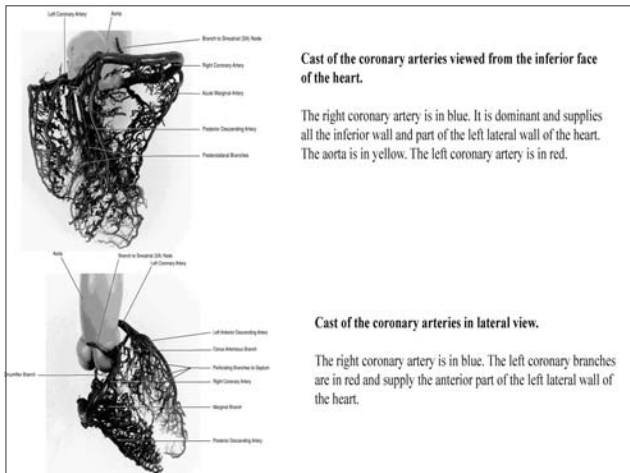 Left Coronary Artery
Aorta
Branch to Sinoatrial (SA) Node
Right Coronary Artery
Acute Marginal Artery
Posterior Descending Artery
Posterolateral Branches
Cast of the coronary arteries viewed from the inferior face
of the heart.
The right coronary artery is in blue. It is dominant and supplies
all the inferior wall and part of the left lateral wall of the heart.
The aorta is in yellow. The left coronary artery is in red.
Aorta
Branch to Sinoatrial (SA) Node
Left Coronary Artery
Left Anterior Descending Artery
Conus Arteriosus Branch
Perforating Branches to Septum
Circumflex Branch
Right Coronary Artery
Marginal Branch
Posterior Descending Artery
Cast of the coronary arteries in lateral view.
The right coronary artery is in blue. The left coronary branches
are in red and supply the anterior part of the left lateral wall of
the heart.